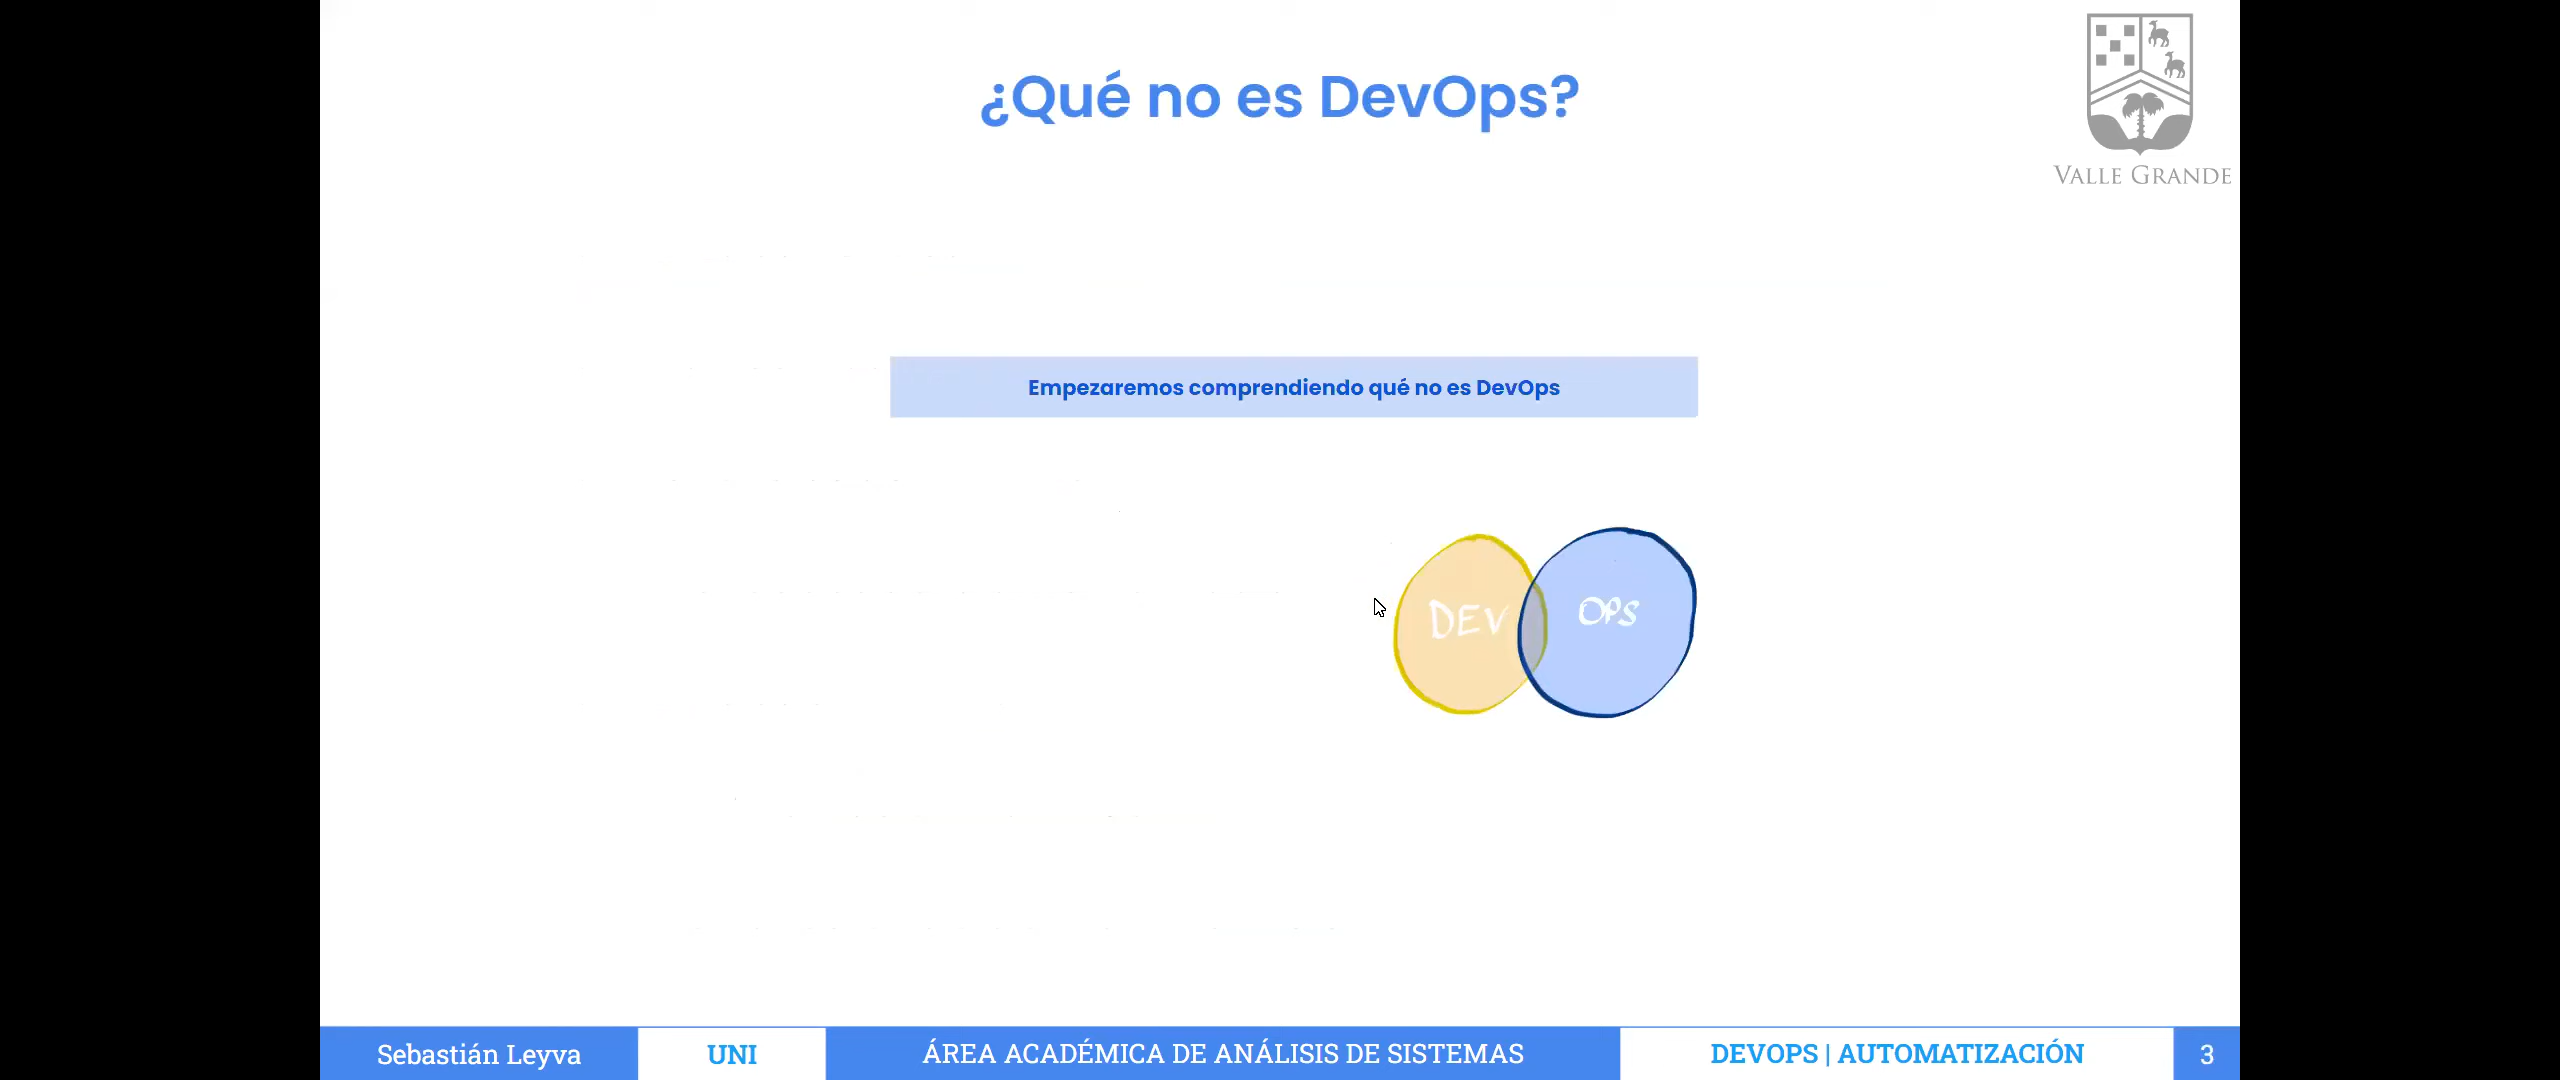 ¿Qué no es DevOps?
VALLE GRANDE
Empezaremos comprendiendo qué no es DevOps
DEV
OPS
Sebastián Leyva
UNI
ÁREA ACADÉMICA DE ANÁLISIS DE SISTEMAS
DEVOPS | AUTOMATIZACIÓN
3